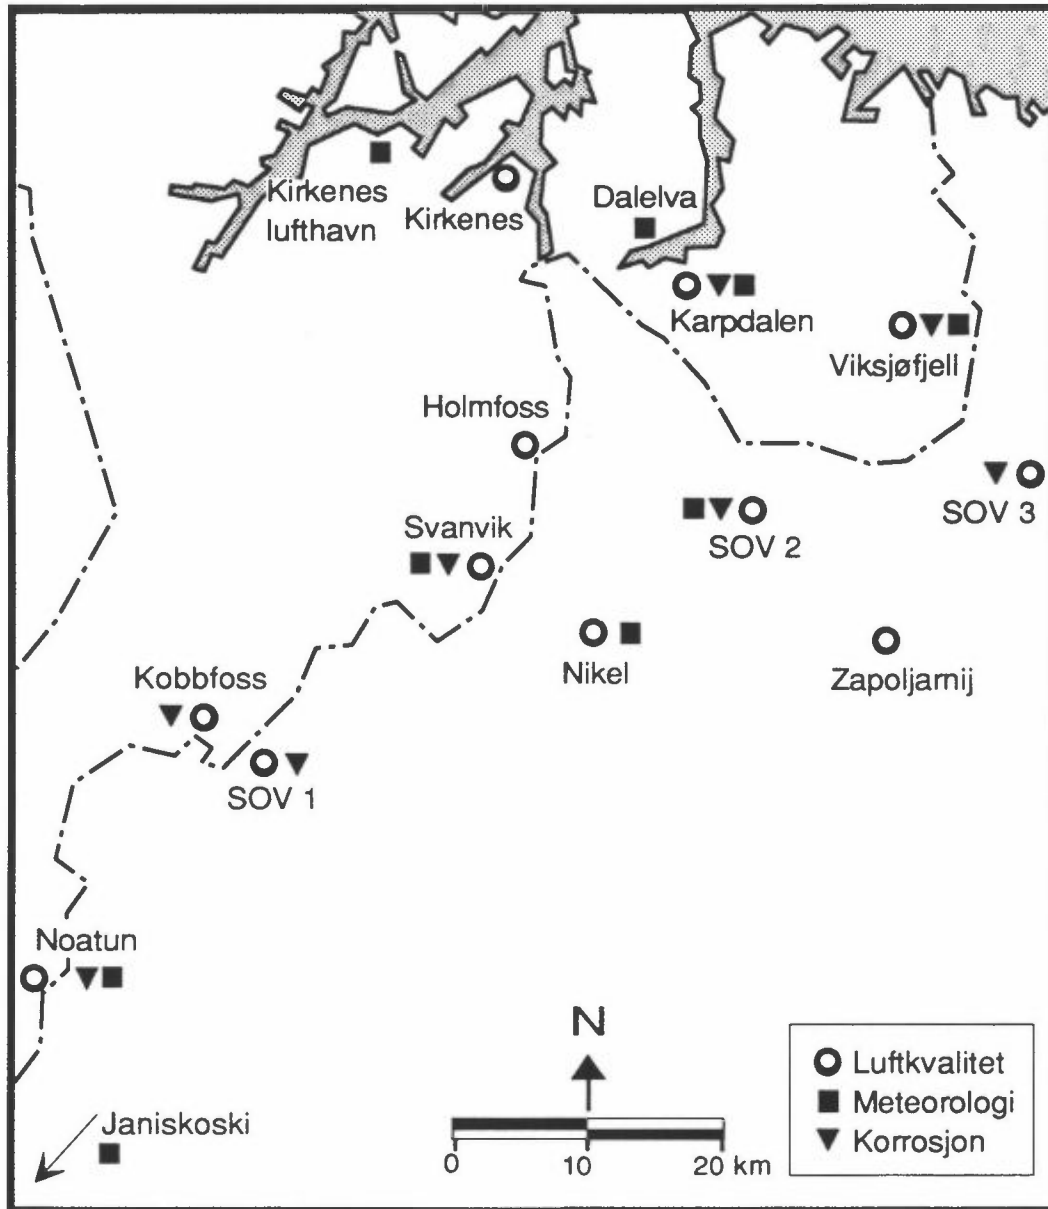 Kirkenes
lufthavn
Kirkenes
Dalelva
Karpdalen
Viksjøfjell
Holmfoss
SOV 3
Svanvik
SOV 2
Nikel
Zapoljarnij
Kobbfoss
SOV 1
Noatun
N
Janiskoski
0 10 20 km
Luftkvalitet
Meteorologi
Korrosjon